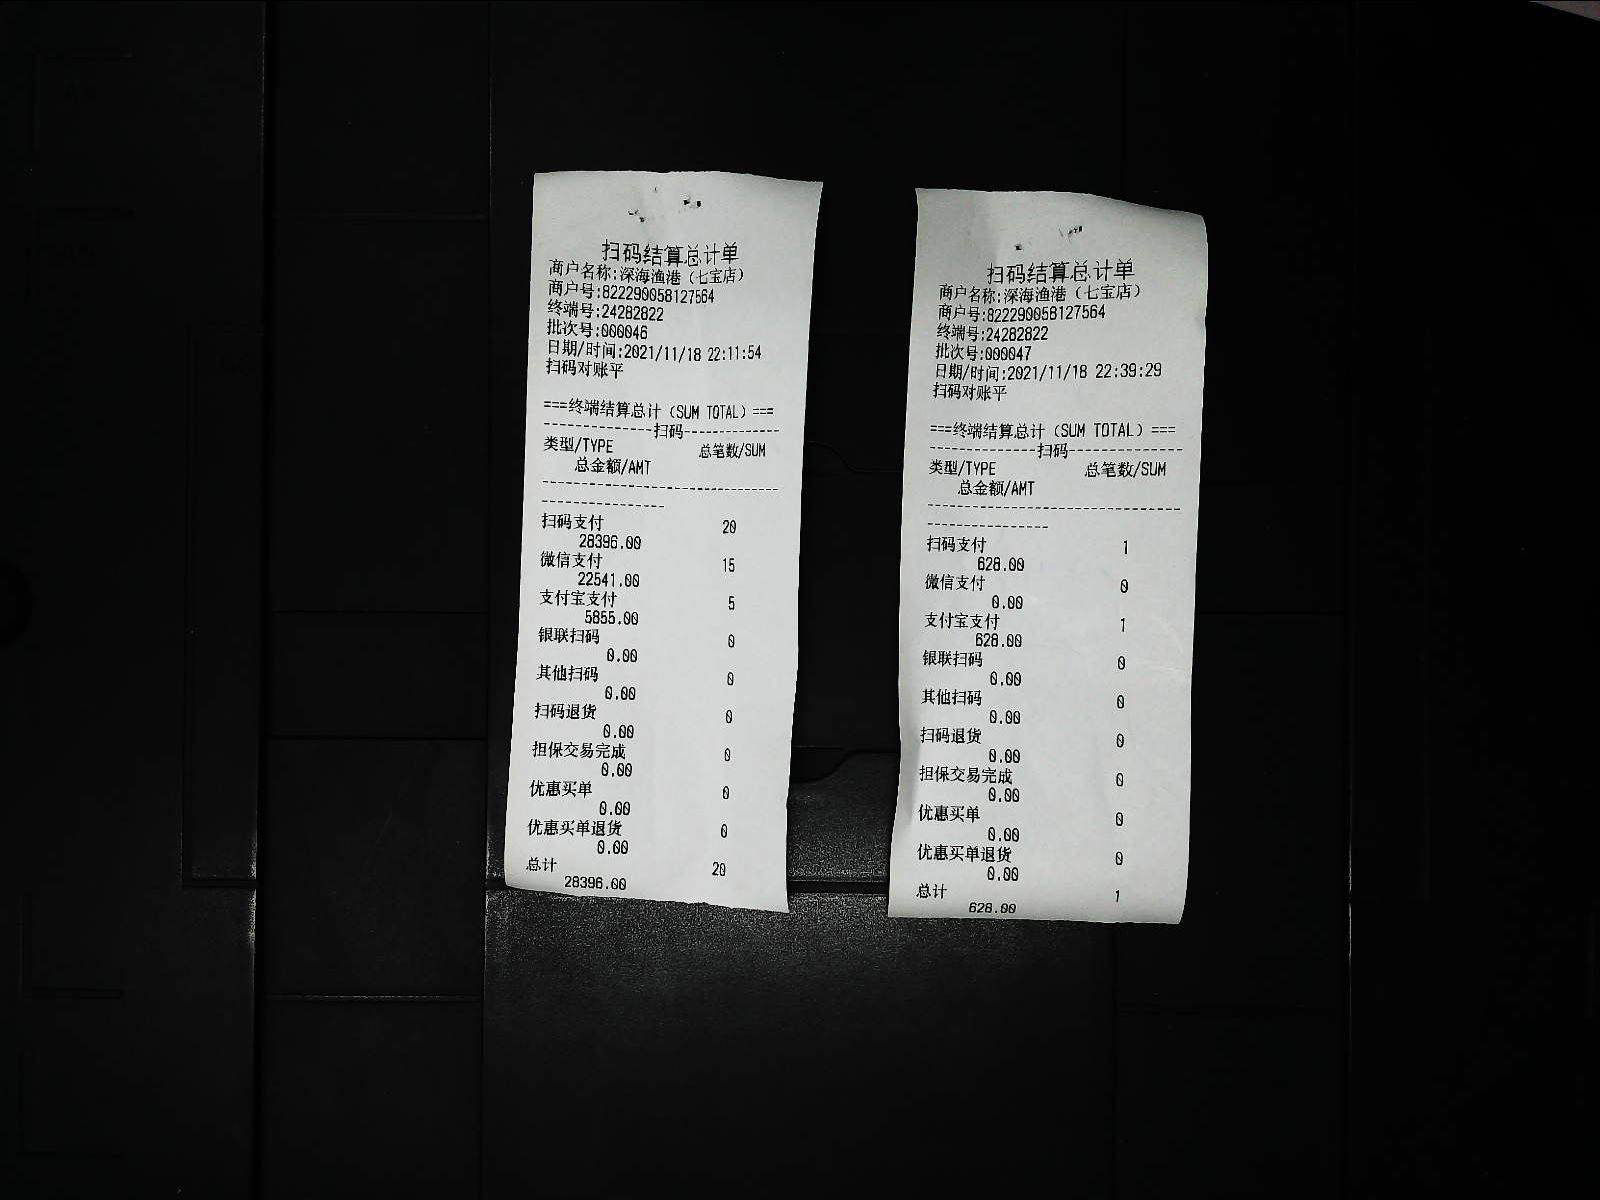 扫码结算总计单
商户名称:深海渔港（七宝店）
商户号:822290058127564
终端号:24282822
批次号:000046
日期/时间:2021/11/18 22:11:54
扫码对账平
===终端结算总计（SUM TOTAL）===
--------------扫码--------------
类型/TYPE 总笔数/SUM
总金额/AMT
--------------------------------
----------------
扫码支付 20
28396.00
微信支付 15
22541.00
支付宝支付 5
5855.00
银联扫码 0
0.00
其他扫码 0
0.00
扫码退货 0
0.00
担保交易完成 0
0.00
优惠买单 0
0.00
优惠买单退货 0
0.00
总计 20
28396.00
扫码结算总计单
商户名称:深海渔港（七宝店）
商户号:822290058127564
终端号:24282822
批次号:000047
日期/时间:2021/11/18 22:39:29
扫码对账平
===终端结算总计（SUM TOTAL）===
--------------扫码--------------
类型/TYPE 总笔数/SUM
总金额/AMT
--------------------------------
----------------
扫码支付 1
628.00
微信支付 0
0.00
支付宝支付 1
628.00
银联扫码 0
0.00
其他扫码 0
0.00
扫码退货 0
0.00
担保交易完成 0
0.00
优惠买单 0
0.00
优惠买单退货 0
0.00
总计 1
628.00